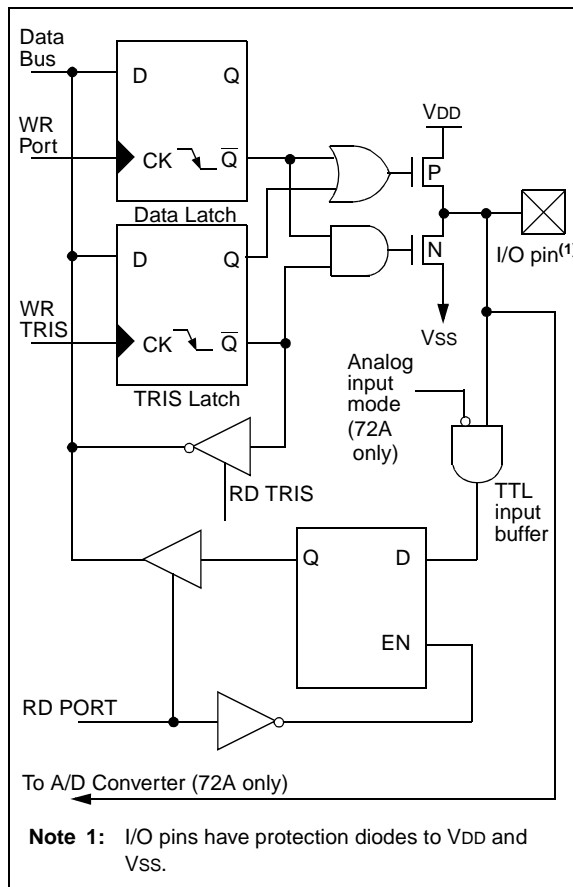 Data
Bus
D
Q
WR
Port
CK
Q
Data Latch
VDD
P
N
I/O pin(1)
VSS
D
Q
WR
TRIS
CK
Q
TRIS Latch
Analog
input
mode
(72A
only)
RD TRIS
TTL
input
buffer
Q
D
EN
RD PORT
To A/D Converter (72A only)
Note 1: I/O pins have protection diodes to VDD and
VSS.